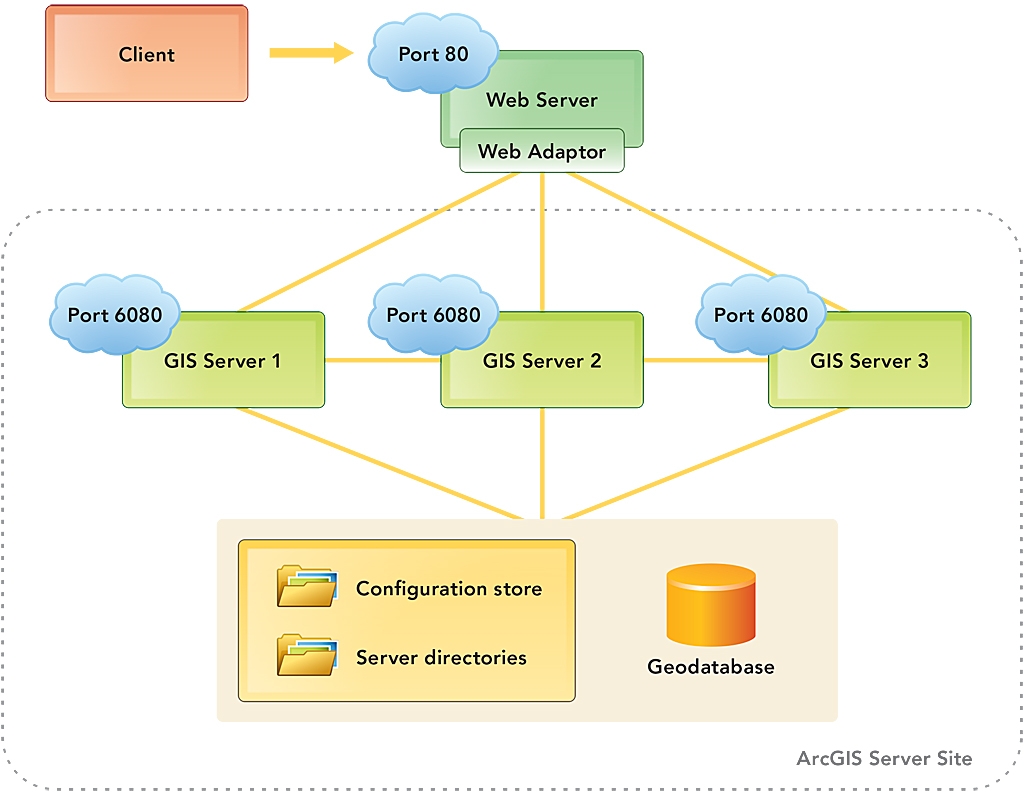 Client
Port 80
Web Server
Web Adaptor
Port 6080
Port 6080
Port 6080
GIS Server 1
GIS Server 2
GIS Server 3
Configuration store
Server directories
Geodatabase
ArcGIS Server Site